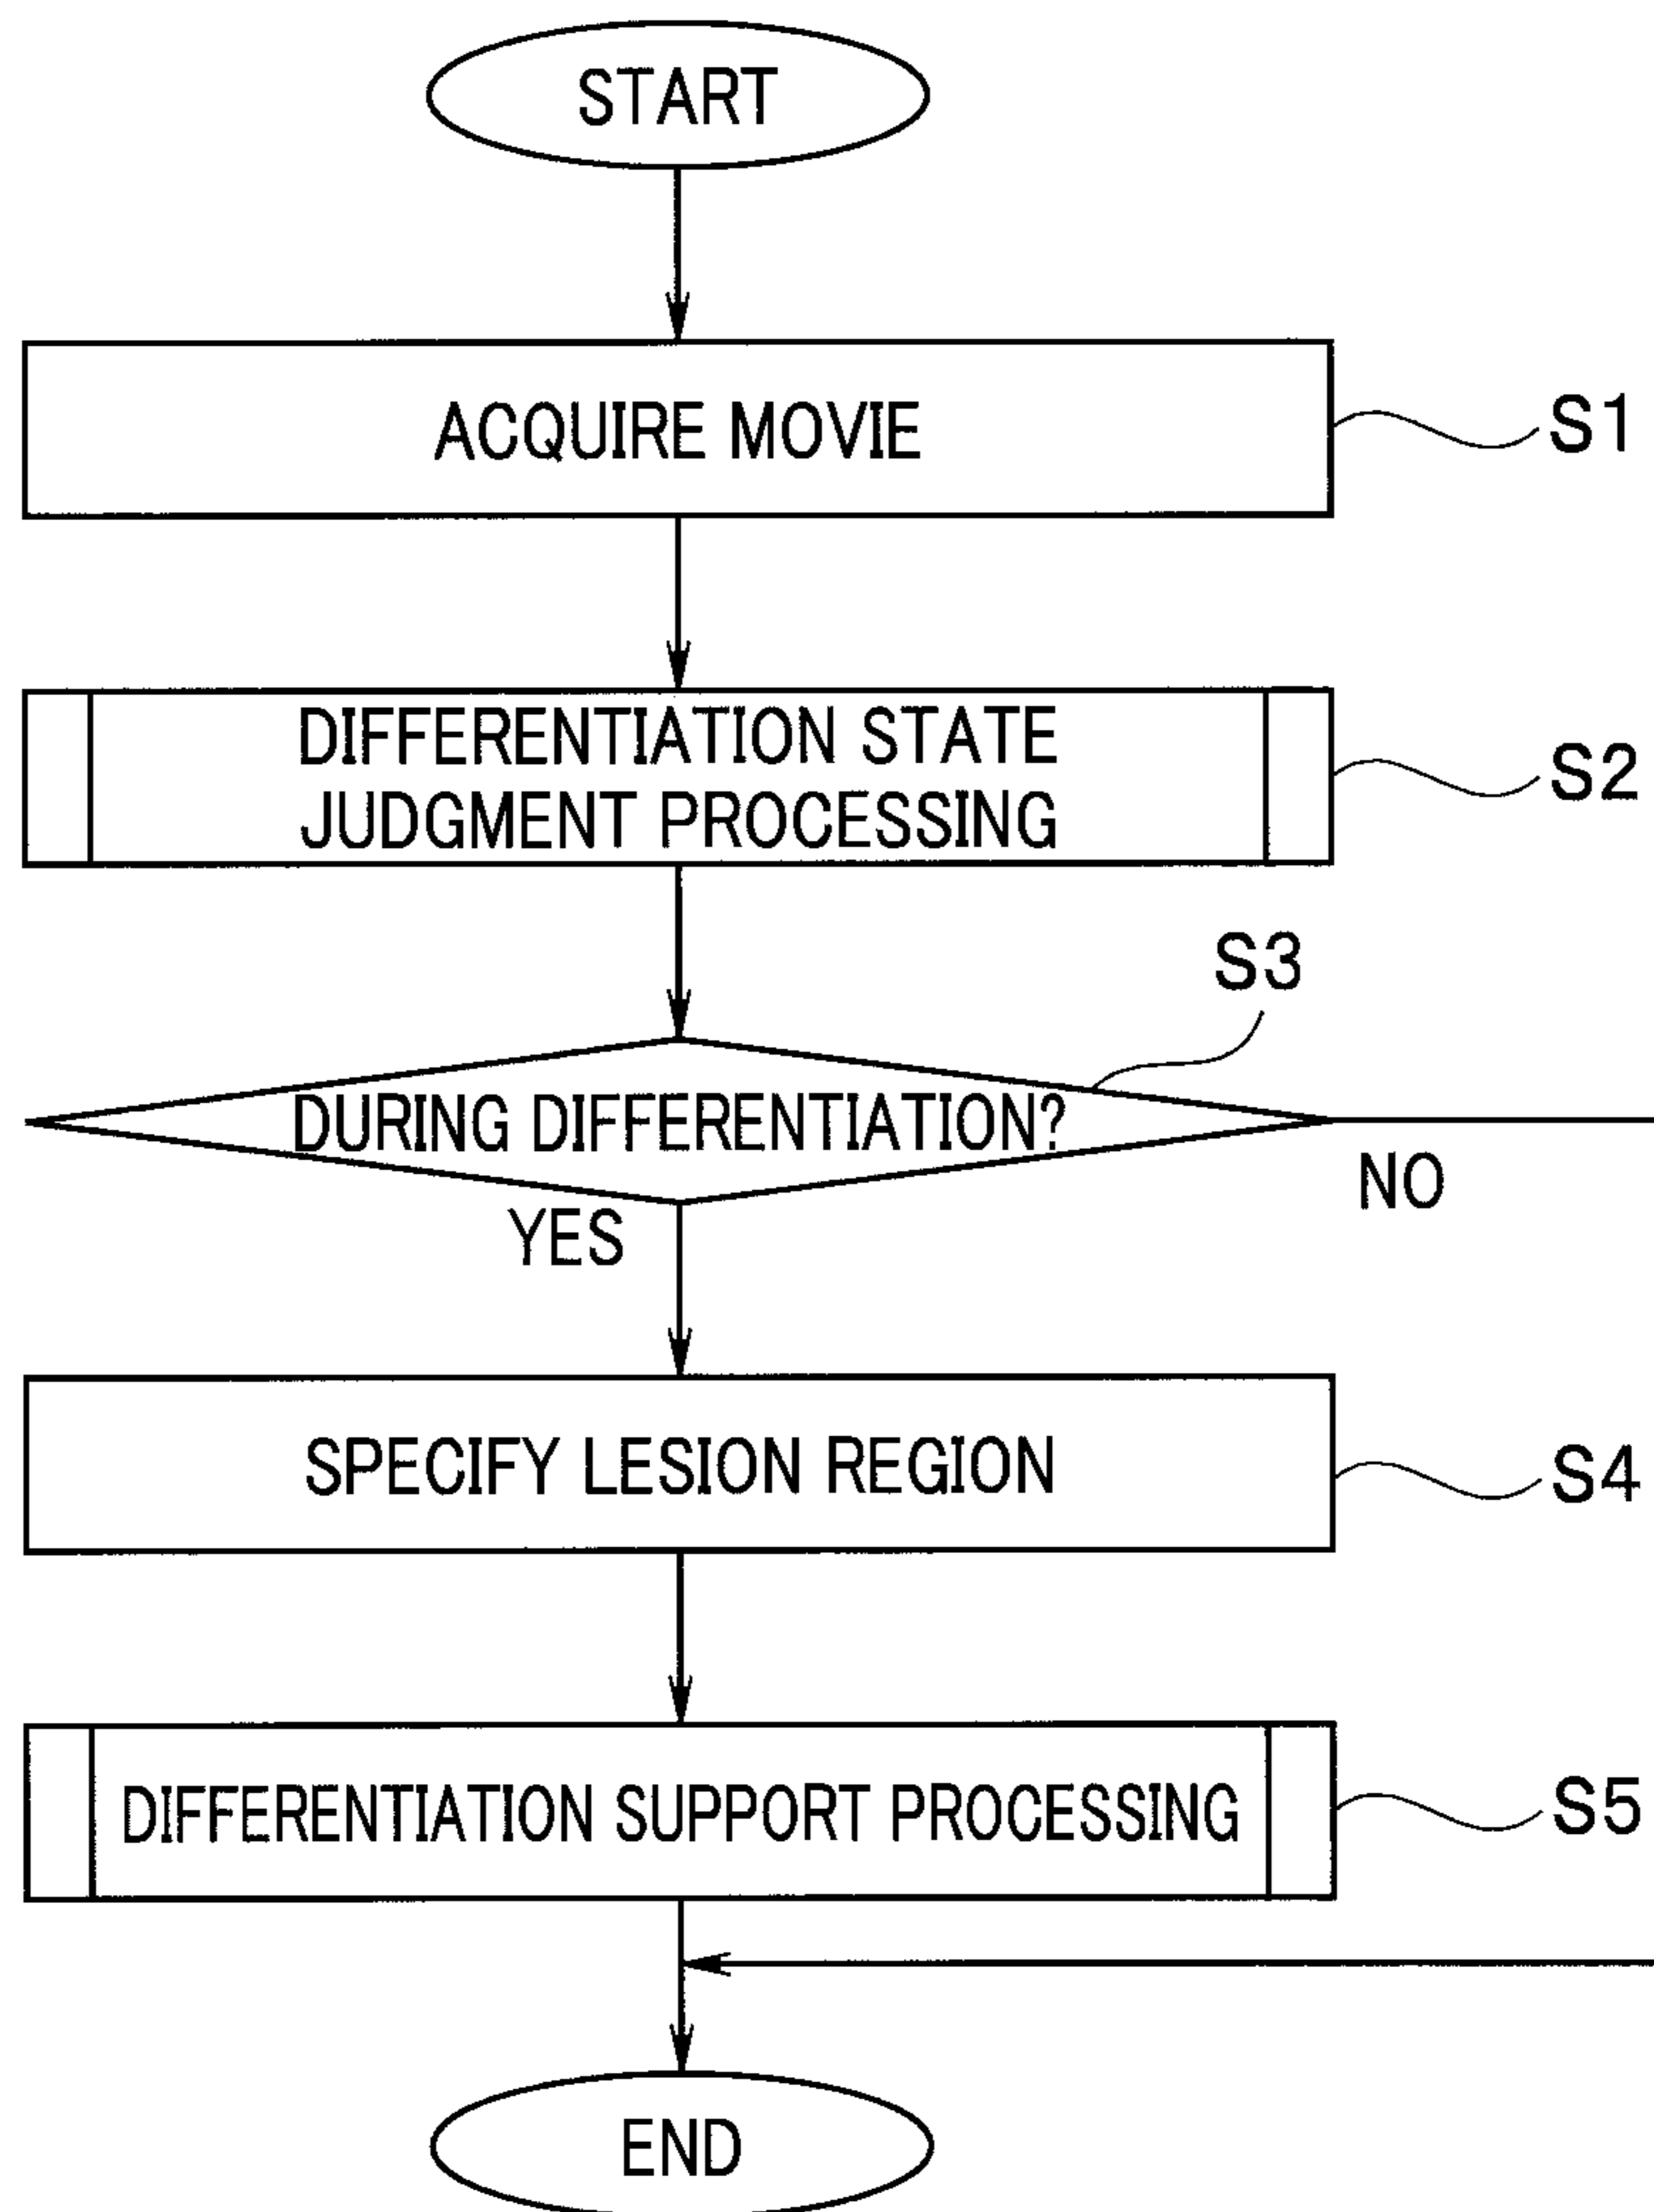 START
ACQUIRE MOVIE
S1
DIFFERENTIATION STATE
JUDGMENT PROCESSING
S2
S3
DURING DIFFERENTIATION?
NO
YES
SPECIFY LESION REGION
S4
DIFFERENTIATION SUPPORT PROCESSING
S5
END